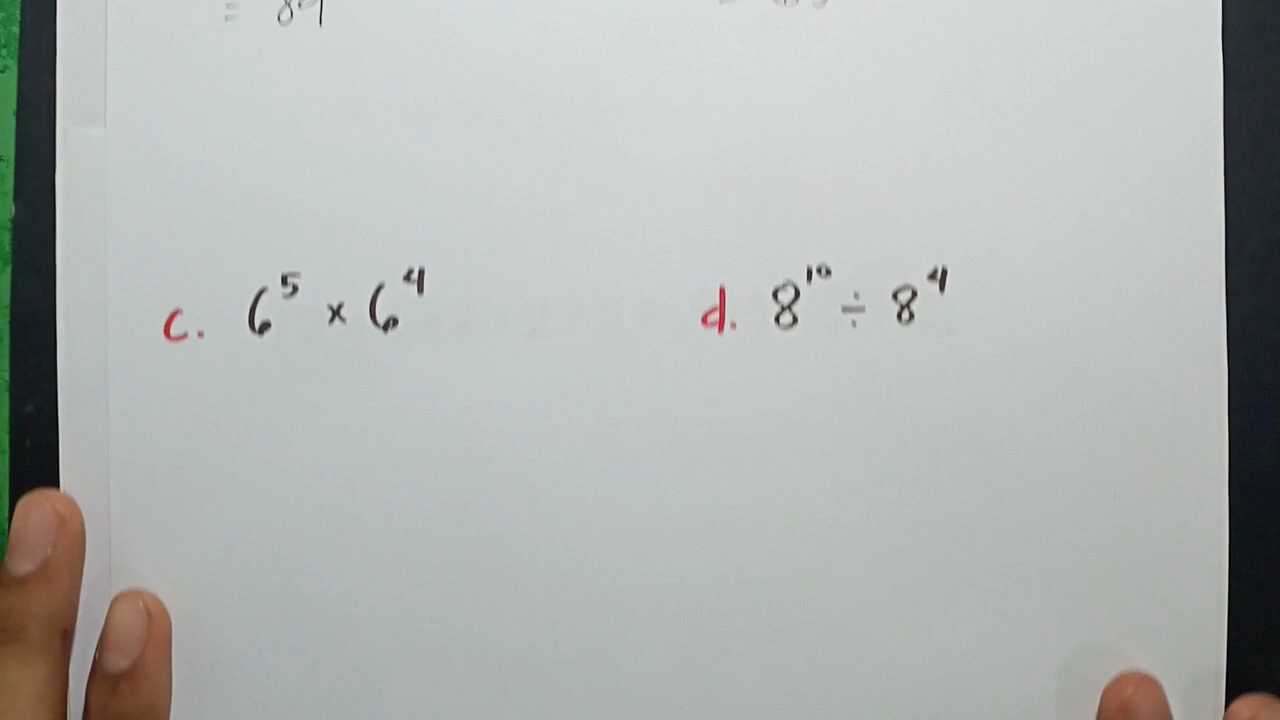 c. 6⁵ × 6⁴
d. 8¹⁰ ÷ 8⁴